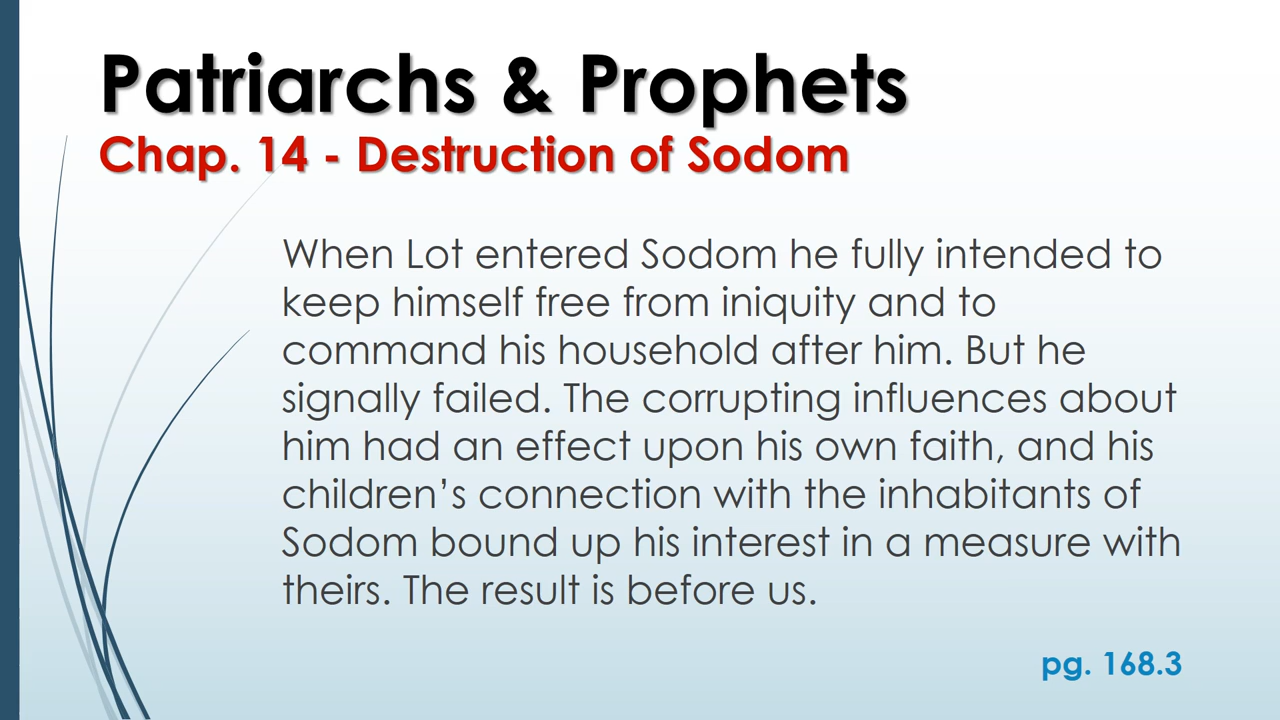 Patriarchs & Prophets
Chap. 14 - Destruction of Sodom
When Lot entered Sodom he fully intended to
keep himself free from iniquity and to
command his household after him. But he
signally failed. The corrupting influences about
him had an effect upon his own faith, and his
children’s connection with the inhabitants of
Sodom bound up his interest in a measure with
theirs. The result is before us.
pg. 168.3